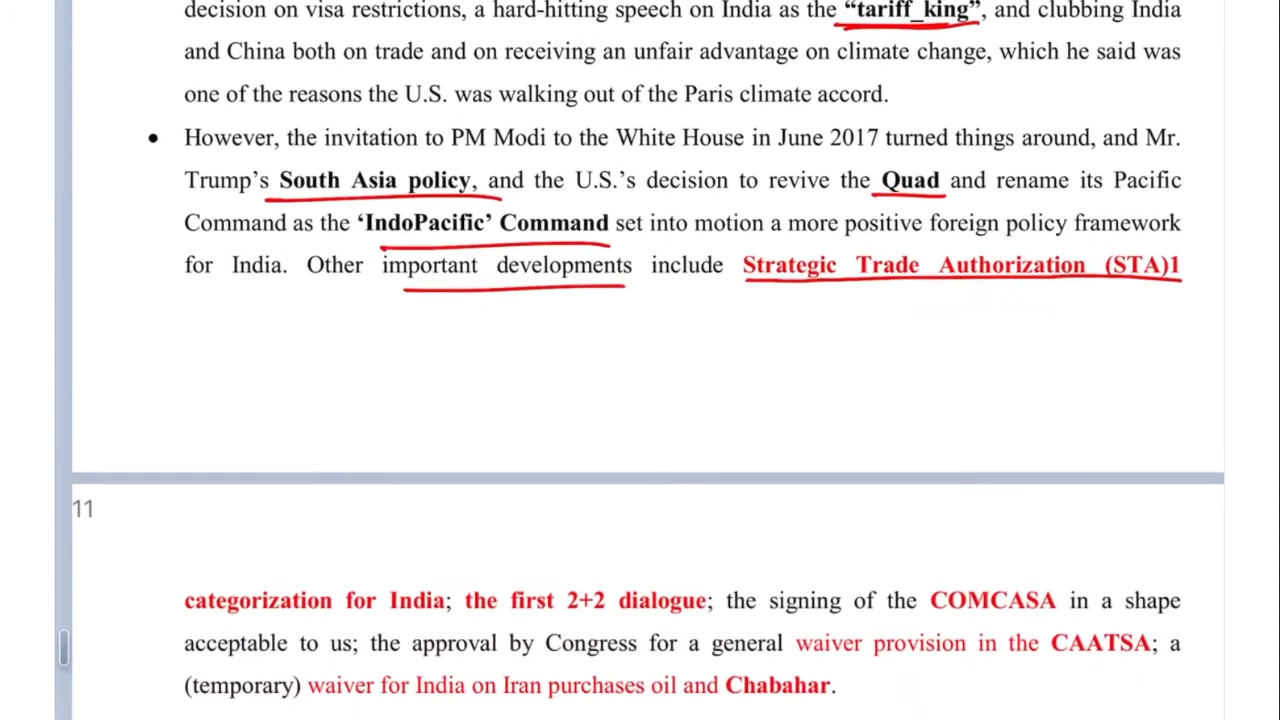 decision on visa restrictions, a hard-hitting speech on India as the “tariff_king”, and clubbing India
and China both on trade and on receiving an unfair advantage on climate change, which he said was
one of the reasons the U.S. was walking out of the Paris climate accord.
• However, the invitation to PM Modi to the White House in June 2017 turned things around, and Mr.
Trump’s South Asia policy, and the U.S.’s decision to revive the Quad and rename its Pacific
Command as the ‘IndoPacific’ Command set into motion a more positive foreign policy framework
for India. Other important developments include Strategic Trade Authorization (STA)1
11
categorization for India; the first 2+2 dialogue; the signing of the COMCASA in a shape
acceptable to us; the approval by Congress for a general waiver provision in the CAATSA; a
(temporary) waiver for India on Iran purchases oil and Chabahar.